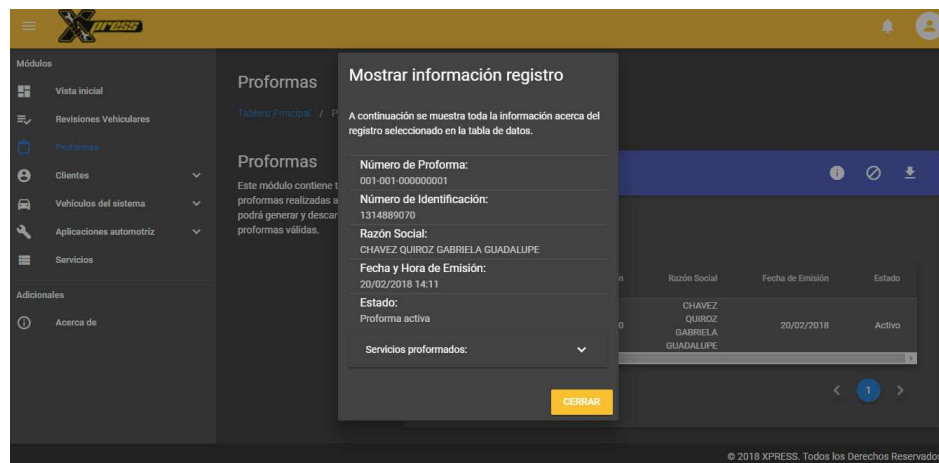 Xpress
Módulos
Vista inicial
Revisiones Vehiculares
Proformas
Clientes
Vehículos del sistema
Aplicaciones automotríz
Servicios
Adicionales
Acerca de
Proformas
Tablero Principal / P
Proformas
Este módulo contiene t
proformas realizadas a
podrá generar y descar
proformas válidas.
Mostrar información registro
A continuación se muestra toda la información acerca del
registro seleccionado en la tabla de datos.
Número de Proforma:
001-001-000000001
Número de Identificación:
1314889070
Razón Social:
CHAVEZ QUIROZ GABRIELA GUADALUPE
Fecha y Hora de Emisión:
20/02/2018 14:11
Estado:
Proforma activa
Servicios proformados:
CERRAR
n Razón Social Fecha de Emisión Estado
CHAVEZ
QUIROZ
0 GABRIELA 20/02/2018 Activo
GUADALUPE
1
© 2018 XPRESS. Todos los Derechos Reservados